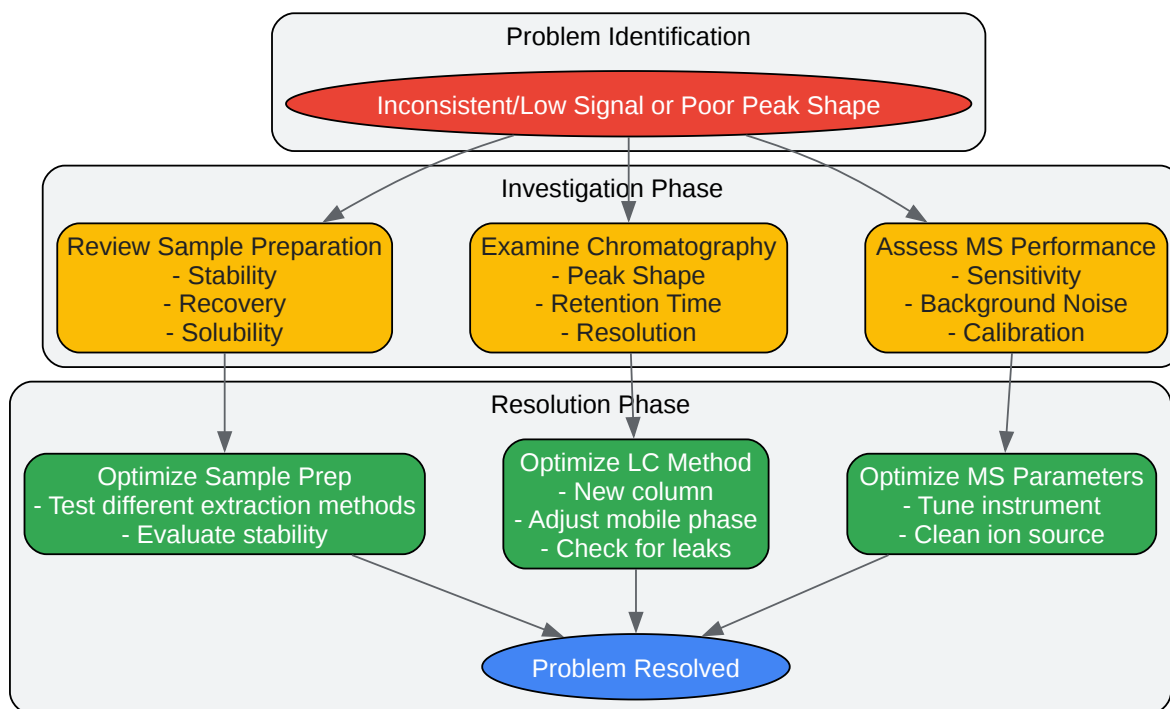 Problem Identification
Inconsistent/Low Signal or Poor Peak Shape
Investigation Phase
Review Sample Preparation
- Stability
- Recovery
- Solubility
Examine Chromatography
- Peak Shape
- Retention Time
- Resolution
Assess MS Performance
- Sensitivity
- Background Noise
- Calibration
Resolution Phase
Optimize Sample Prep
- Test different extraction methods
- Evaluate stability
Optimize LC Method
- New column
- Adjust mobile phase
- Check for leaks
Optimize MS Parameters
- Tune instrument
- Clean ion source
Problem Resolved